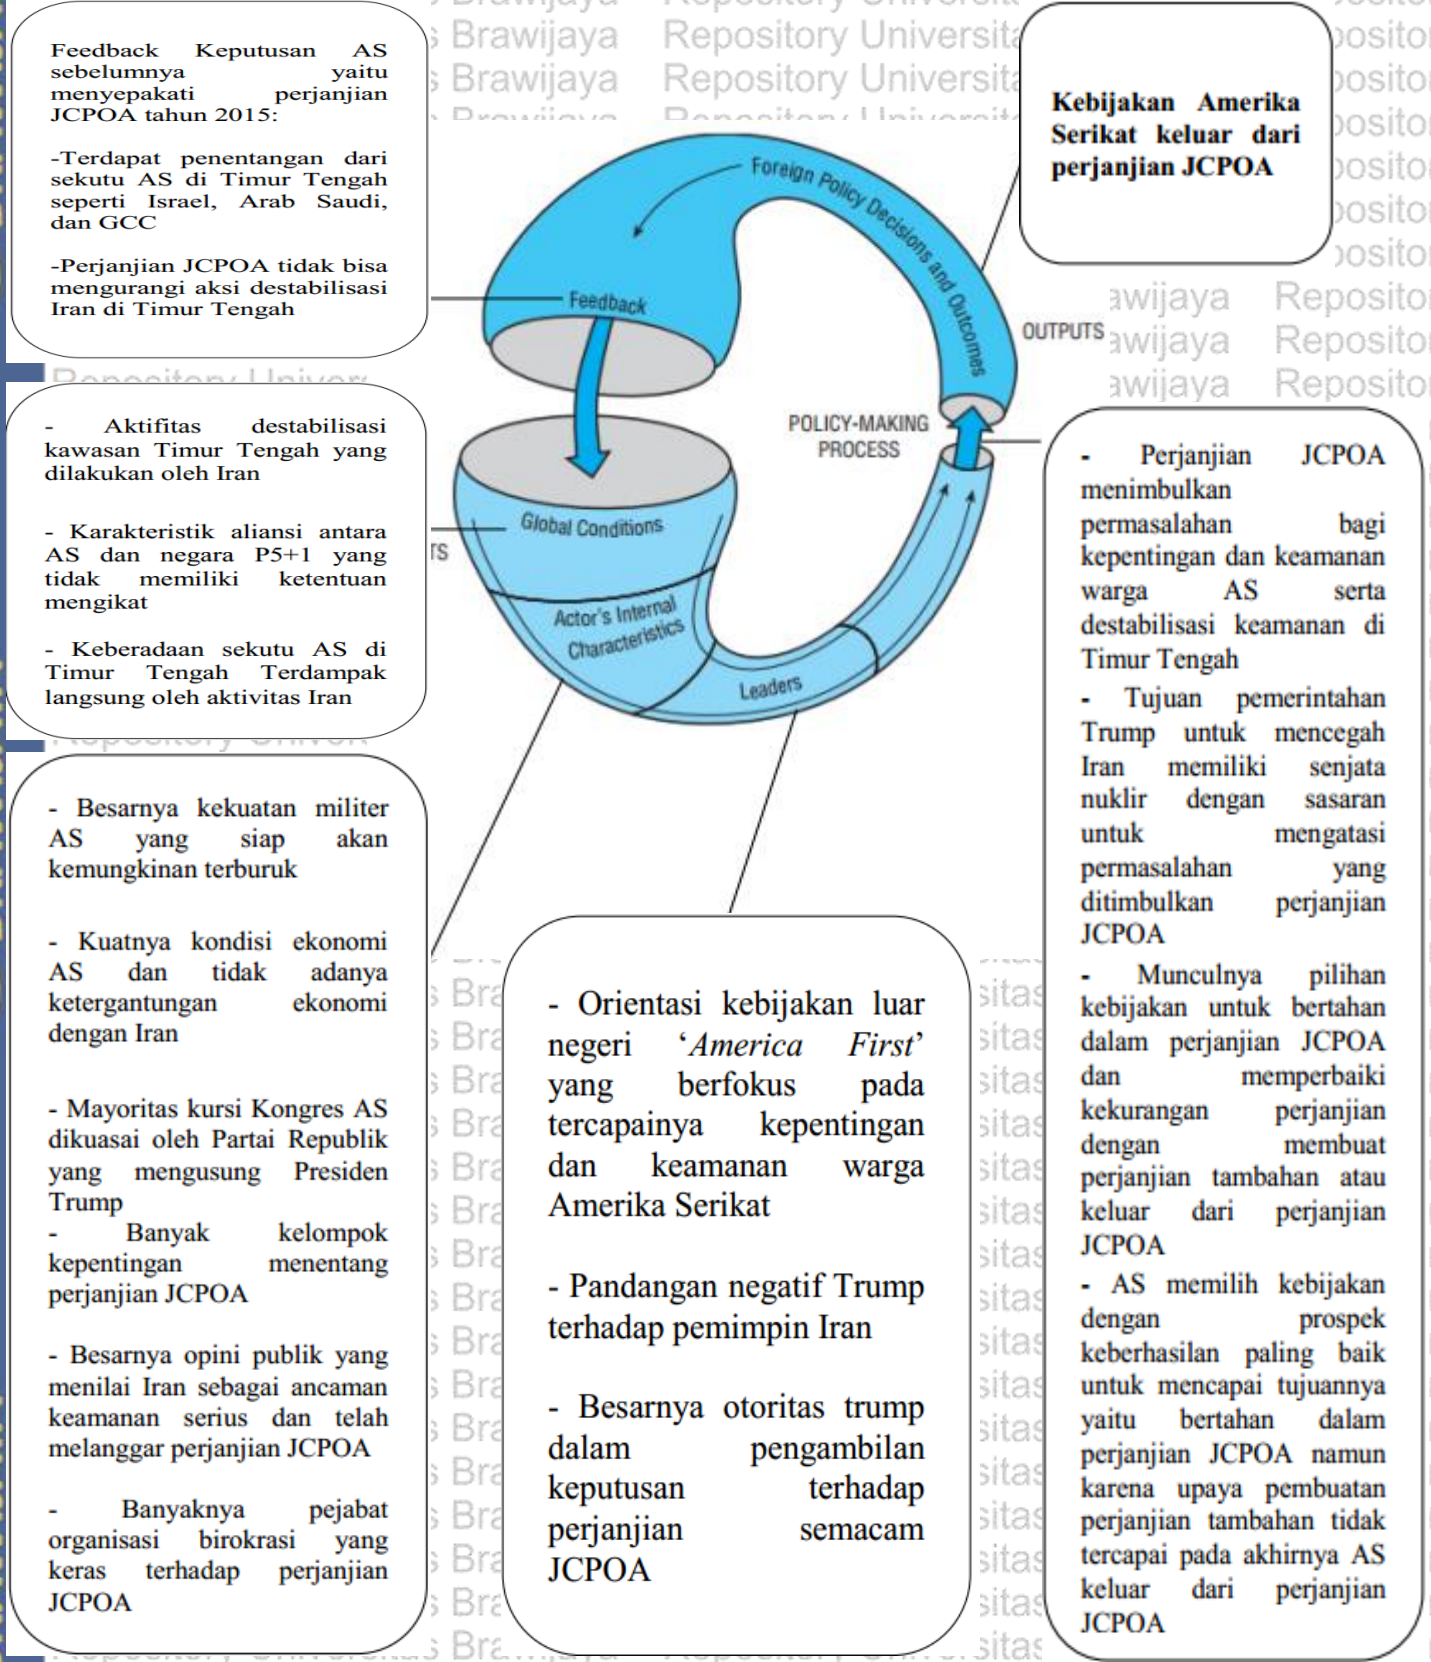 Feedback Keputusan AS
sebelumnya yaitu
menyepakati perjanjian
JCPOA tahun 2015:
-Terdapat penentangan dari
sekutu AS di Timur Tengah
seperti Israel, Arab Saudi,
dan GCC
-Perjanjian JCPOA tidak bisa
mengurangi aksi destabilisasi
Iran di Timur Tengah
- Aktifitas destabilisasi
kawasan Timur Tengah yang
dilakukan oleh Iran
- Karakteristik aliansi antara
AS dan negara P5+1 yang
tidak memiliki ketentuan
mengikat
- Keberadaan sekutu AS di
Timur Tengah Terdampak
langsung oleh aktivitas Iran
- Besarnya kekuatan militer
AS yang siap akan
kemungkinan terburuk
- Kuatnya kondisi ekonomi
AS dan tidak adanya
ketergantungan ekonomi
dengan Iran
- Mayoritas kursi Kongres AS
dikuasai oleh Partai Republik
yang mengusung Presiden
Trump
- Banyak kelompok
kepentingan menentang
perjanjian JCPOA
- Besarnya opini publik yang
menilai Iran sebagai ancaman
keamanan serius dan telah
melanggar perjanjian JCPOA
- Banyaknya pejabat
organisasi birokrasi yang
keras terhadap perjanjian
JCPOA
Foreign Policy Decisions and Outcomes
Feedback
Global Conditions
Actor's Internal
Characteristics
Leaders
POLICY-MAKING
PROCESS
OUTPUTS
TS
- Orientasi kebijakan luar
negeri ‘America First’
yang berfokus pada
tercapainya kepentingan
dan keamanan warga
Amerika Serikat
- Pandangan negatif Trump
terhadap pemimpin Iran
- Besarnya otoritas trump
dalam pengambilan
keputusan terhadap
perjanjian semacam
JCPOA
Kebijakan Amerika
Serikat keluar dari
perjanjian JCPOA
- Perjanjian JCPOA
menimbulkan
permasalahan bagi
kepentingan dan keamanan
warga AS serta
destabilisasi keamanan di
Timur Tengah
- Tujuan pemerintahan
Trump untuk mencegah
Iran memiliki senjata
nuklir dengan sasaran
untuk mengatasi
permasalahan yang
ditimbulkan perjanjian
JCPOA
- Munculnya pilihan
kebijakan untuk bertahan
dalam perjanjian JCPOA
dan memperbaiki
kekurangan perjanjian
dengan membuat
perjanjian tambahan atau
keluar dari perjanjian
JCPOA
- AS memilih kebijakan
dengan prospek
keberhasilan paling baik
untuk mencapai tujuannya
yaitu bertahan dalam
perjanjian JCPOA namun
karena upaya pembuatan
perjanjian tambahan tidak
tercapai pada akhirnya AS
keluar dari perjanjian
JCPOA
Brawijaya Repository
Brawijaya Repository